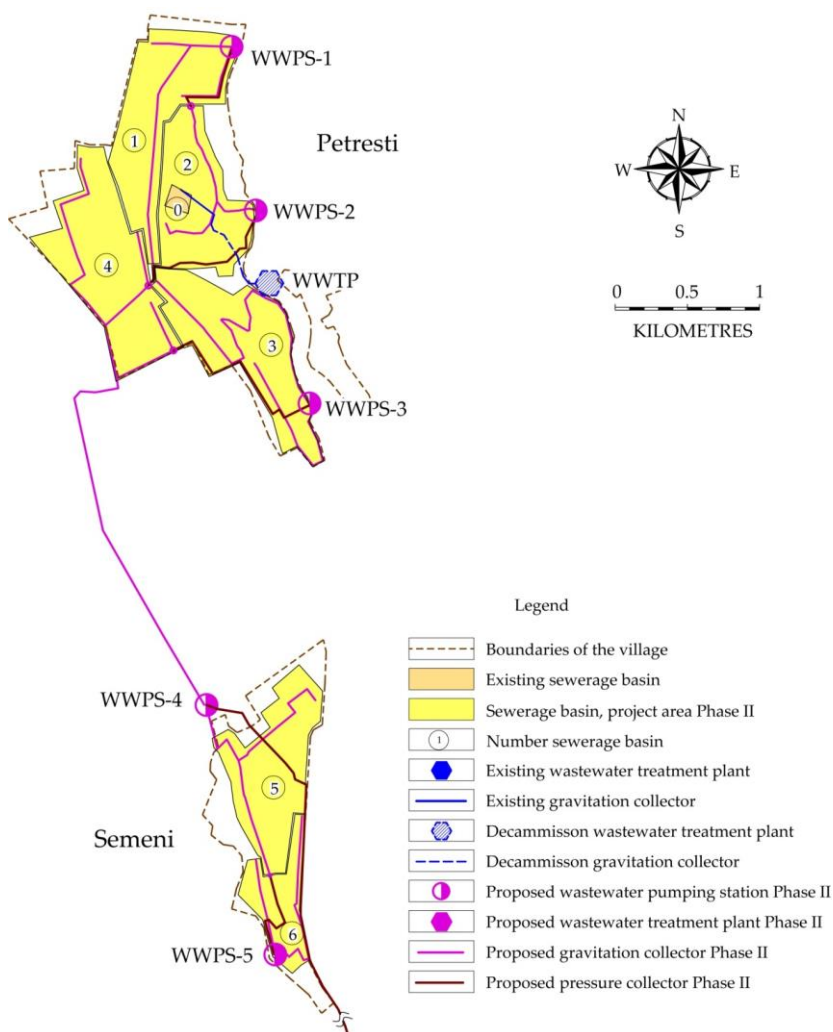 WWPS-1
Petresti
1
2
0
WWPS-2
4
WWTP
3
WWPS-3
N
W E
S
0 0.5 1
KILOMETRES
WWPS-4
5
Semeni
6
WWPS-5
Legend
Boundaries of the village
Existing sewerage basin
Sewerage basin, project area Phase II
1 Number sewerage basin
Existing wastewater treatment plant
Existing gravitation collector
Decammisson wastewater treatment plant
Decammisson gravitation collector
Proposed wastewater pumping station Phase II
Proposed wastewater treatment plant Phase II
Proposed gravitation collector Phase II
Proposed pressure collector Phase II